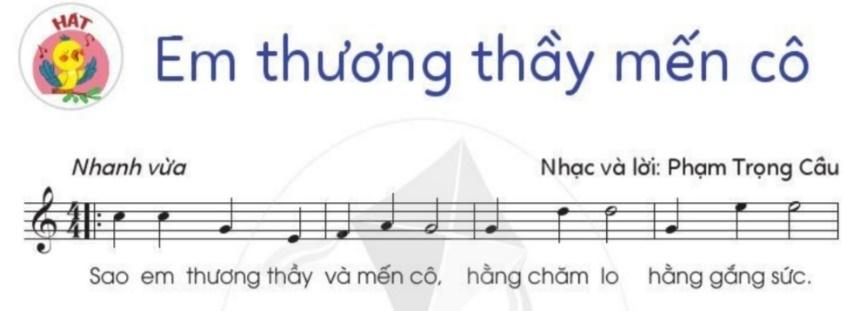 HÁT
Em thương thầy mến cô
Nhanh vừa
Nhạc và lời: Phạm Trọng Cầu
Sao em thương thầy và mến cô, hằng chăm lo hằng gắng sức.